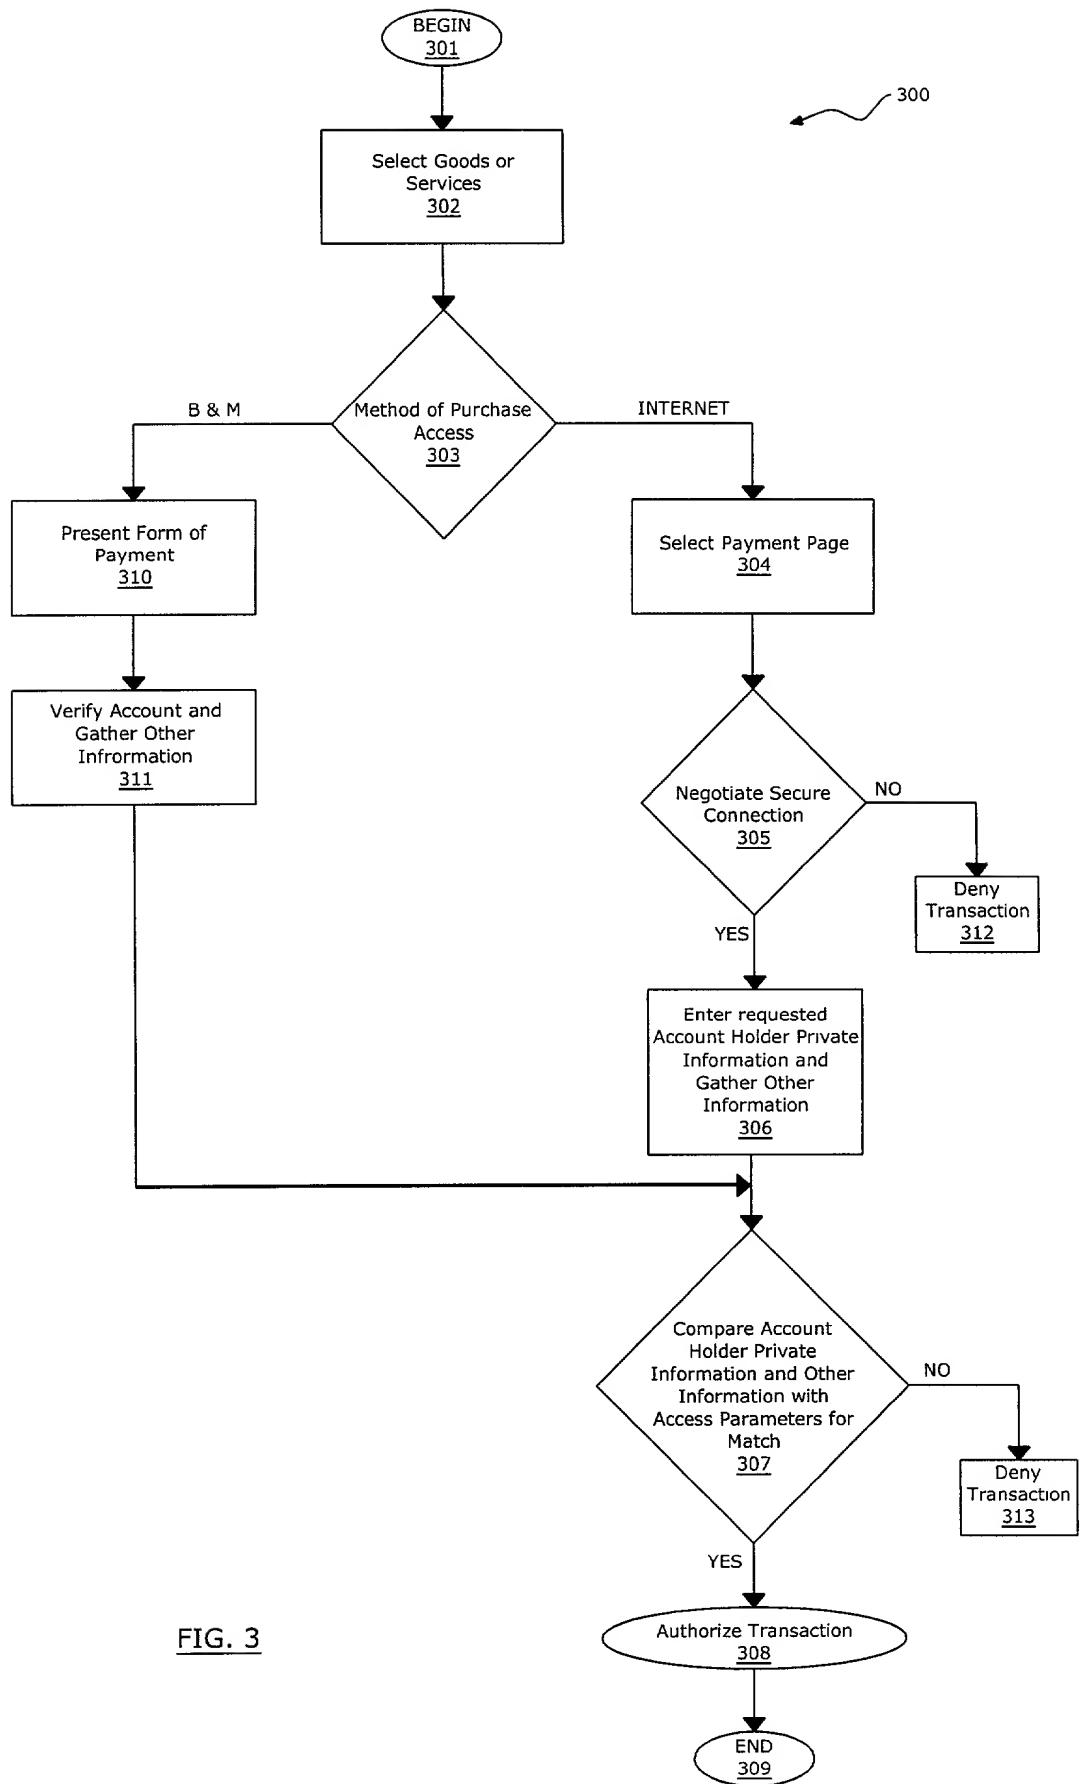 BEGIN
301
300
Select Goods or
Services
302
Method of Purchase
Access
303
B & M
INTERNET
Present Form of
Payment
310
Select Payment Page
304
Verify Account and
Gather Other
Infrormation
311
Negotiate Secure
Connection
305
NO
Deny
Transaction
312
YES
Enter requested
Account Holder Private
Information and
Gather Other
Information
306
Compare Account
Holder Private
Information and Other
Information with
Access Parameters for
Match
307
NO
Deny
Transaction
313
YES
Authorize Transaction
308
END
309
FIG. 3